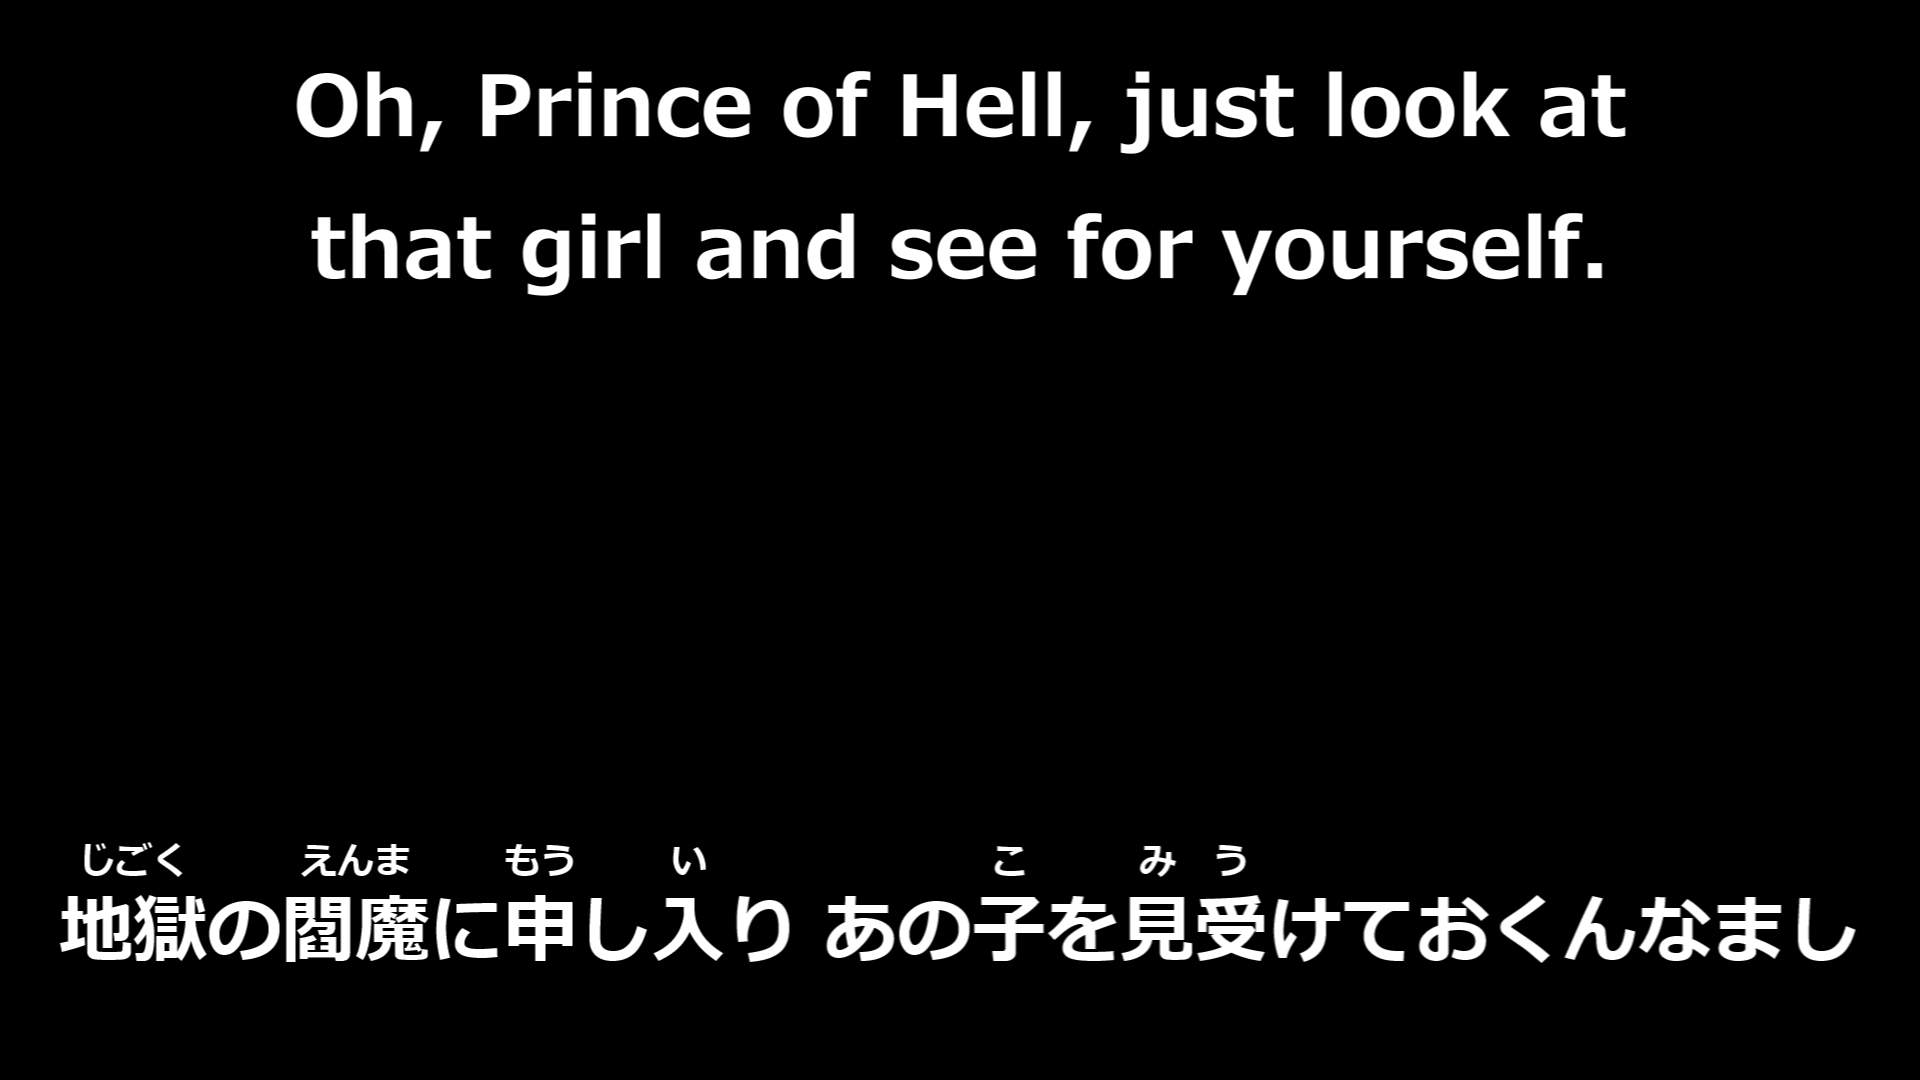 Oh, Prince of Hell, just look at
that girl and see for yourself.
じごく えんま もう い こ み う
地獄の閻魔に申し入り あの子を見受けておくんなまし